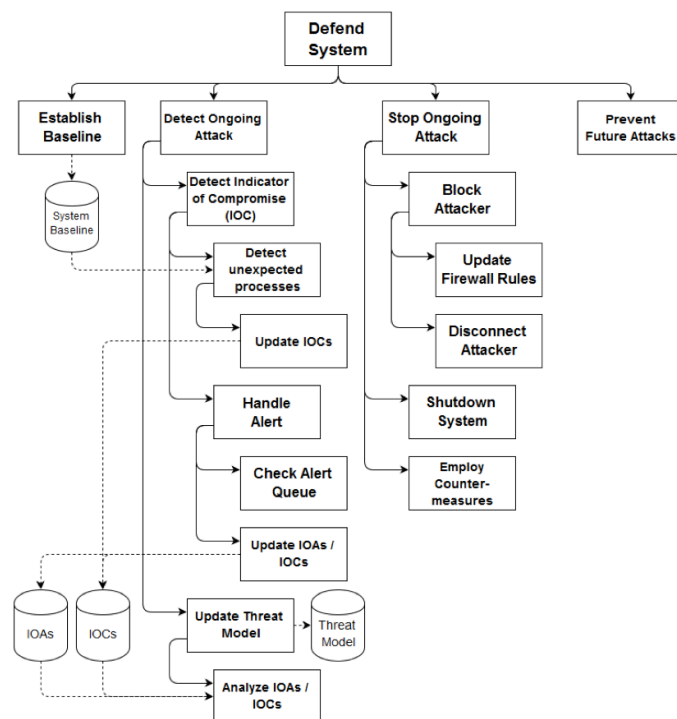 Defend
System
Establish
Baseline
Detect Ongoing
Attack
Stop Ongoing
Attack
Prevent
Future Attacks
System
Baseline
Detect Indicator
of Compromise
(IOC)
Block
Attacker
Detect
unexpected
processes
Update
Firewall Rules
Update IOCs
Disconnect
Attacker
Handle
Alert
Shutdown
System
Check Alert
Queue
Employ
Counter-
measures
Update IOAs /
IOCs
IOAs
IOCs
Update Threat
Model
Threat
Model
Analyze IOAs /
IOCs